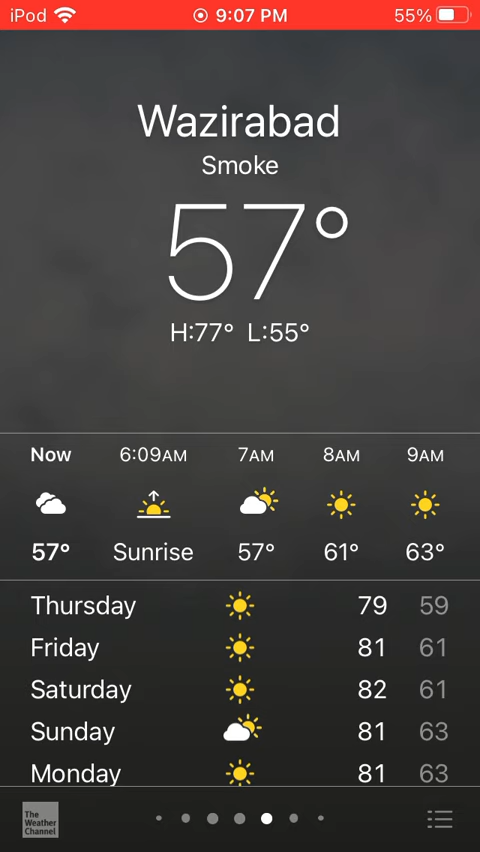 iPod 9:07 PM 55%
Wazirabad
Smoke
57°
H:77° L:55°
Now 6:09AM 7AM 8AM 9AM
57° Sunrise 57° 61° 63°
Thursday 79 59
Friday 81 61
Saturday 82 61
Sunday 81 63
Monday 81 63
The
Weather
Channel